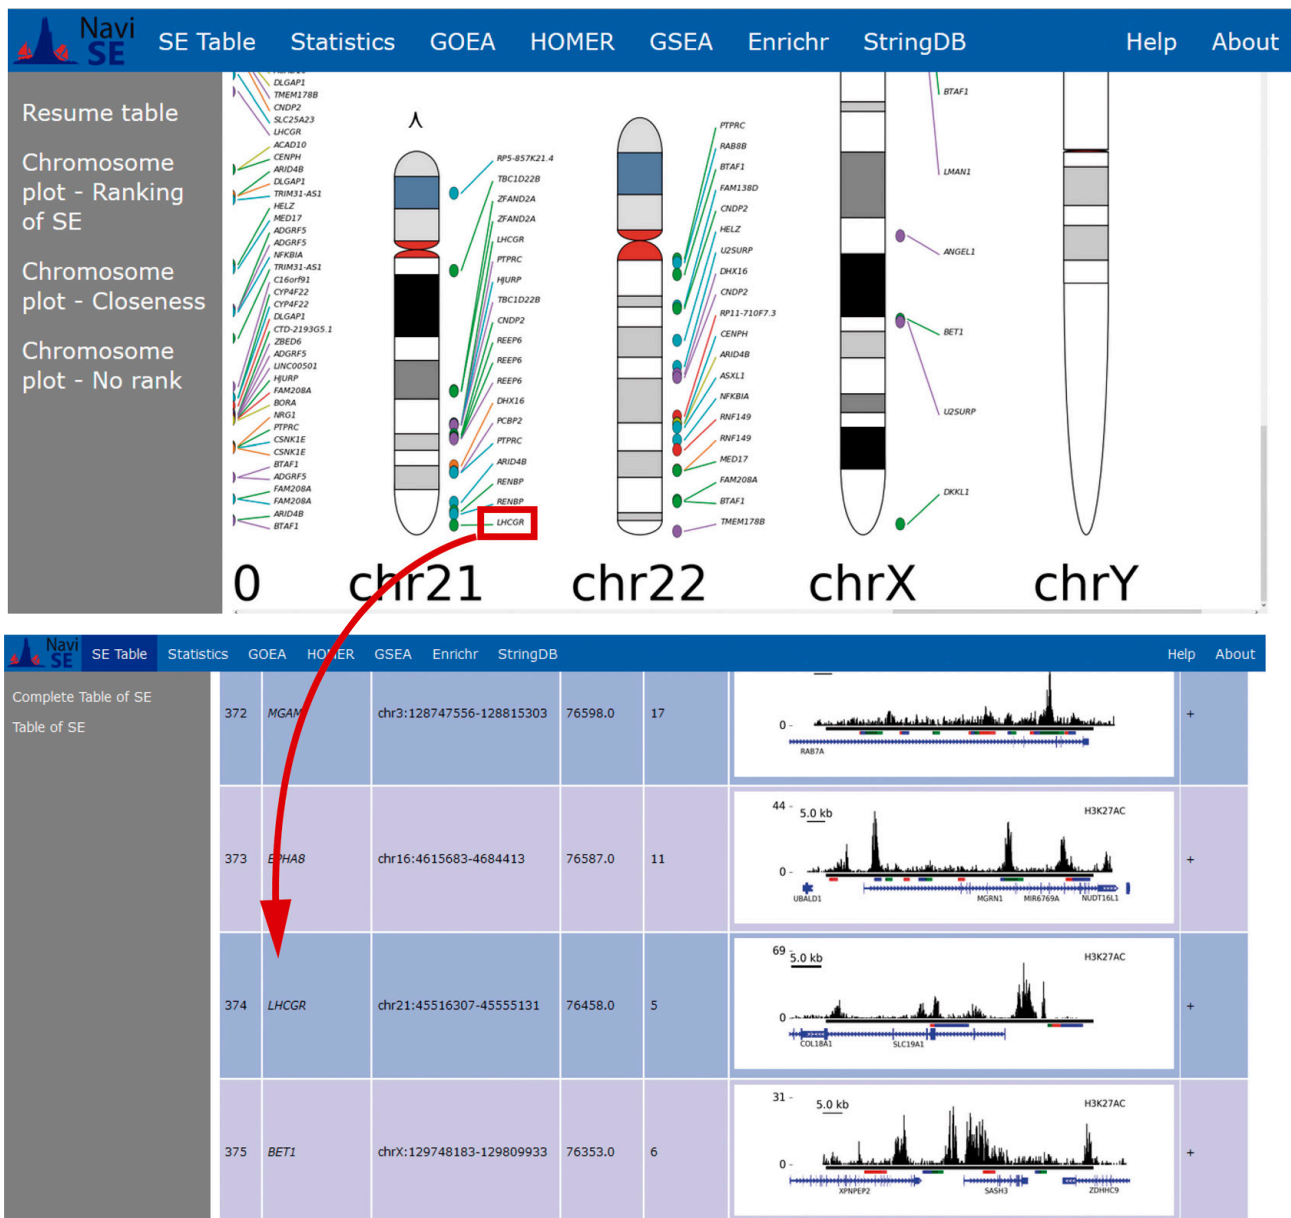 Navi
SE
SE Table
Statistics
GOEA
HOMER
GSEA
Enrichr
StringDB
Help
About
Resume table
Chromosome
plot - Ranking
of SE
Chromosome
plot - Closeness
Chromosome
plot - No rank
DLGAP1
TMEM178B
CNDP2
SLC25A23
LHCGR
ACAD10
CENPH
ARID4B
DLGAP1
TRIM31-AS1
HELZ
MED17
ADGRF5
ADGRF5
NFKBIA
TRIM31-AS1
C16orf91
CYP4F22
CYP4F22
DLGAP1
CTD-2193G5.1
ZBED6
ADGRF5
LINC00501
HJURP
FAM208A
BORA
NRG1
PTPRC
CSNK1E
CSNK1E
BTAF1
ADGRF5
FAM208A
FAM208A
ARID4B
BTAF1
RP5-857K21.4
TBC1D22B
ZFAND2A
ZFAND2A
LHCGR
PTPRC
HJURP
TBC1D22B
CNDP2
REEP6
REEP6
REEP6
DHX16
PCBP2
PTPRC
ARID4B
RENBP
RENBP
LHCGR
PTPRC
RAB8B
BTAF1
FAM138D
CNDP2
HELZ
U2SURP
DHX16
CNDP2
RP11-710F7.3
CENPH
ARID4B
ASXL1
NFKBIA
RNF149
RNF149
MED17
FAM208A
BTAF1
TMEM178B
BTAF1
LMAN1
ANGEL1
BET1
U2SURP
DKKL1
0
chr21
chr22
chrX
chrY
Navi
SE
SE Table
Statistics
GOEA
HOMER
GSEA
Enrichr
StringDB
Help
About
Complete Table of SE
Table of SE
372 MGAM chr3:128747556-128815303 76598.0 17 +
0
RAB7A
373 EPHA8 chr16:4615683-4684413 76587.0 11 +
44
5.0 kb
H3K27AC
0
UBALD1 MGRN1 MIR6769A NUDT16L1
374 LHCGR chr21:45516307-45555131 76458.0 5 +
69
5.0 kb
H3K27AC
0
COL18A1 SLC19A1
375 BET1 chrX:129748183-129809933 76353.0 6 +
31
5.0 kb
H3K27AC
0
XPNPEP2 SASH3 ZDHHC9